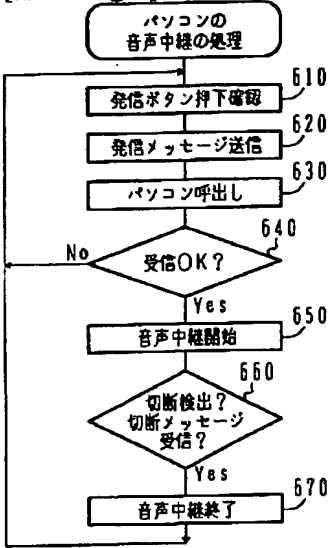 パソコンの
音声中継の処理
610
発信ボタン押下確認
620
発信メッセージ送信
630
パソコン呼出し
640
No
受信OK?
Yes
650
音声中継開始
660
切断検出?
切断メッセージ
受信?
Yes
670
音声中継終了